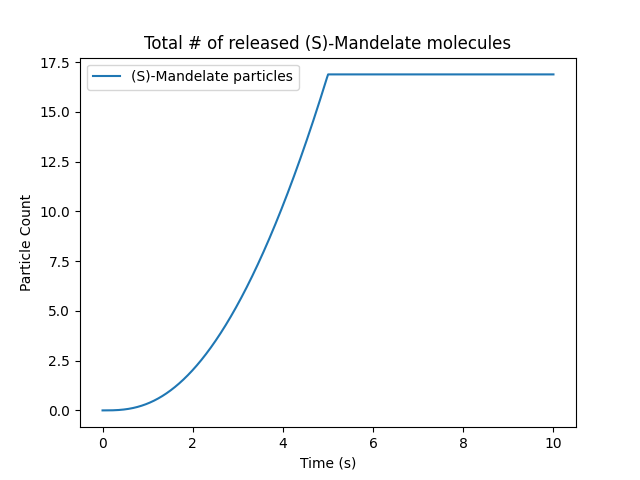 Total # of released (S)-Mandelate molecules
(S)-Mandelate particles
17.5
15.0
12.5
10.0
7.5
5.0
2.5
0.0
Particle Count
0 2 4 6 8 10
Time (s)